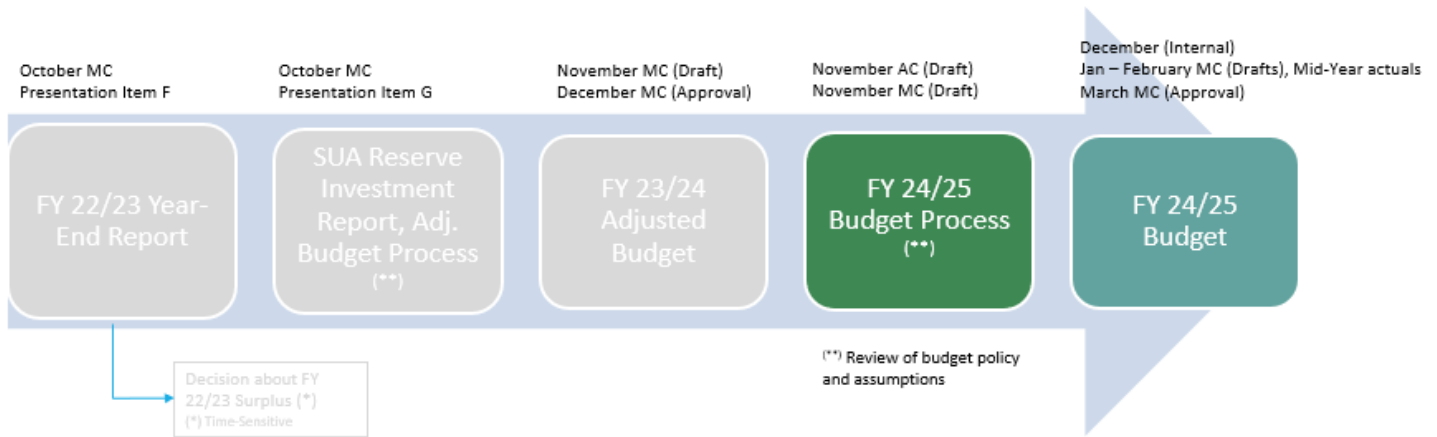 October MC
Presentation Item F
October MC
Presentation Item G
November MC (Draft)
December MC (Approval)
November AC (Draft)
November MC (Draft)
December (Internal)
Jan – February MC (Drafts), Mid-Year actuals
March MC (Approval)
FY 22/23 Year-
End Report
SUA Reserve
Investment
Report, Adj.
Budget Process
(**)
FY 23/24
Adjusted
Budget
FY 24/25
Budget Process
(**)
FY 24/25
Budget
Decision about FY
22/23 Surplus (*)
(*) Time-Sensitive
(**) Review of budget policy
and assumptions